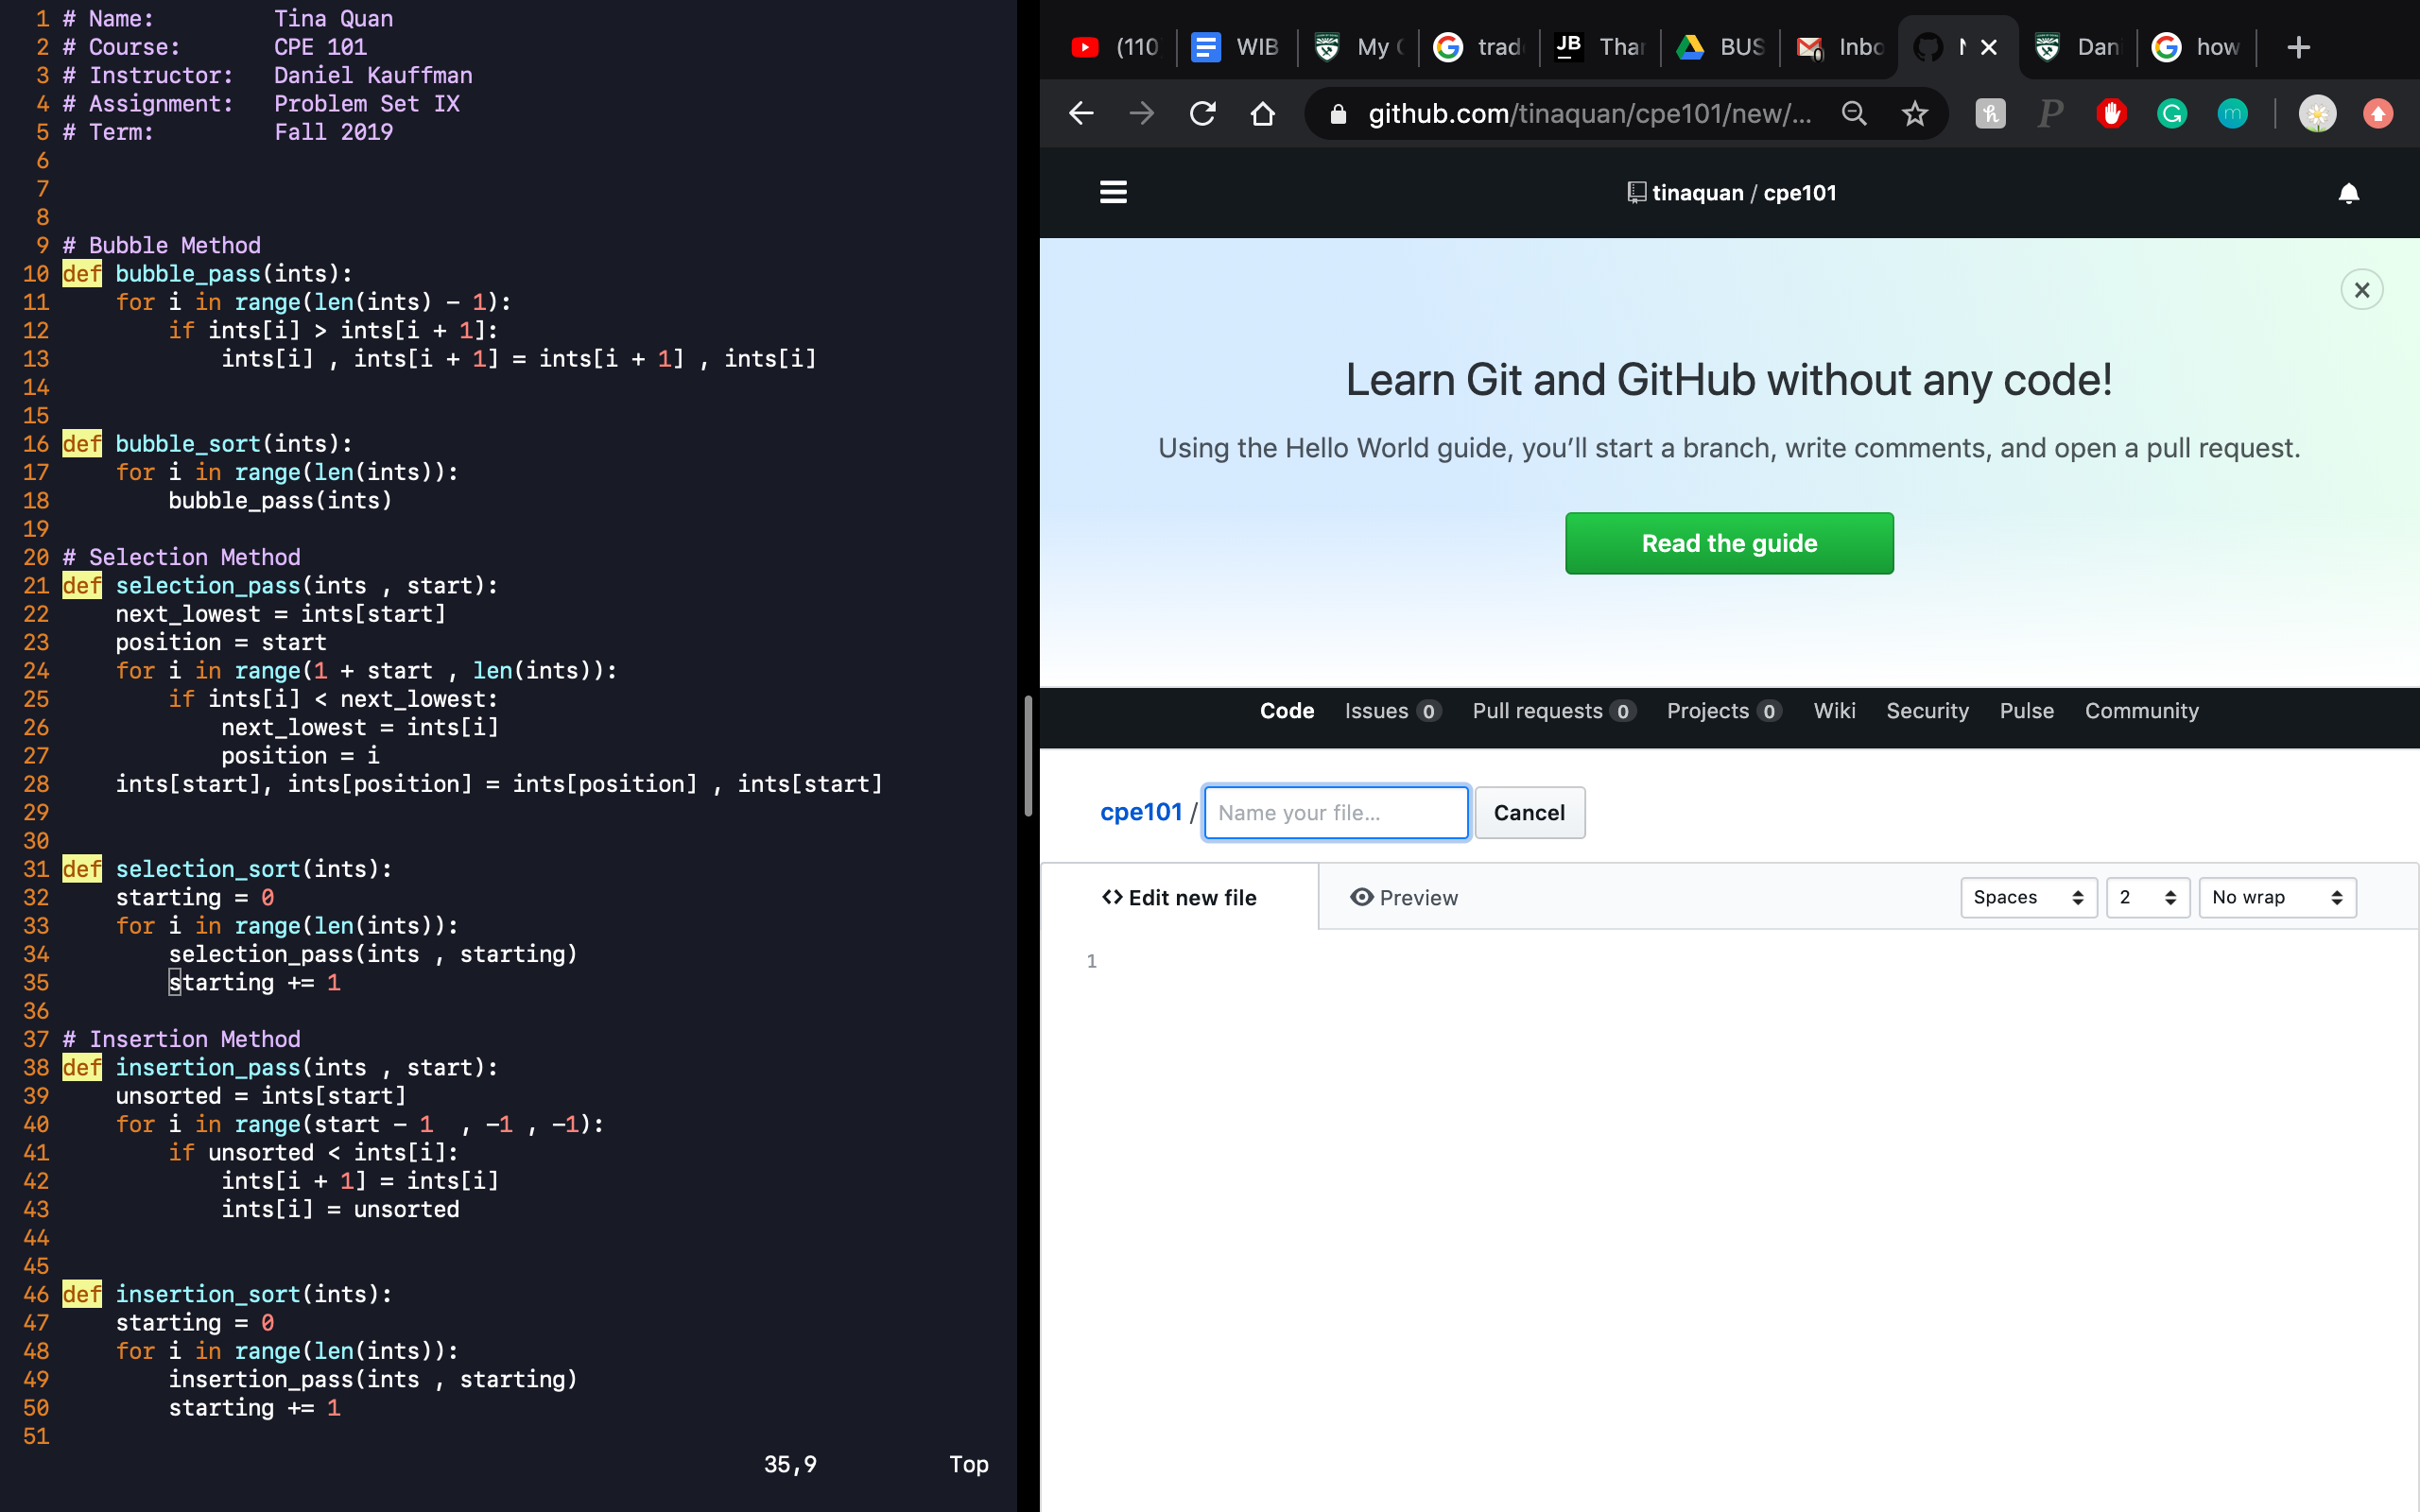 1 # Name:         Tina Quan
2 # Course:       CPE 101
3 # Instructor:   Daniel Kauffman
4 # Assignment:   Problem Set IX
5 # Term:         Fall 2019
6
7
8
9 # Bubble Method
10 def bubble_pass(ints):
11     for i in range(len(ints) - 1):
12         if ints[i] > ints[i + 1]:
13             ints[i] , ints[i + 1] = ints[i + 1] , ints[i]
14
15
16 def bubble_sort(ints):
17     for i in range(len(ints)):
18         bubble_pass(ints)
19
20 # Selection Method
21 def selection_pass(ints , start):
22     next_lowest = ints[start]
23     position = start
24     for i in range(1 + start , len(ints)):
25         if ints[i] < next_lowest:
26             next_lowest = ints[i]
27             position = i
28     ints[start], ints[position] = ints[position] , ints[start]
29
30
31 def selection_sort(ints):
32     starting = 0
33     for i in range(len(ints)):
34         selection_pass(ints , starting)
35         starting += 1
36
37 # Insertion Method
38 def insertion_pass(ints , start):
39     unsorted = ints[start]
40     for i in range(start - 1  , -1 , -1):
41         if unsorted < ints[i]:
42             ints[i + 1] = ints[i]
43             ints[i] = unsorted
44
45
46 def insertion_sort(ints):
47     starting = 0
48     for i in range(len(ints)):
49         insertion_pass(ints , starting)
50         starting += 1
51
35,9 Top
(110 WIB My trad JB Thar BUS Inbo Dan how
github.com/tinaquan/cpe101/new/...
tinaquan / cpe101
Learn Git and GitHub without any code!
Using the Hello World guide, you’ll start a branch, write comments, and open a pull request.
Read the guide
Code Issues 0 Pull requests 0 Projects 0 Wiki Security Pulse Community
cpe101 / Name your file... Cancel
<> Edit new file Preview Spaces 2 No wrap
1